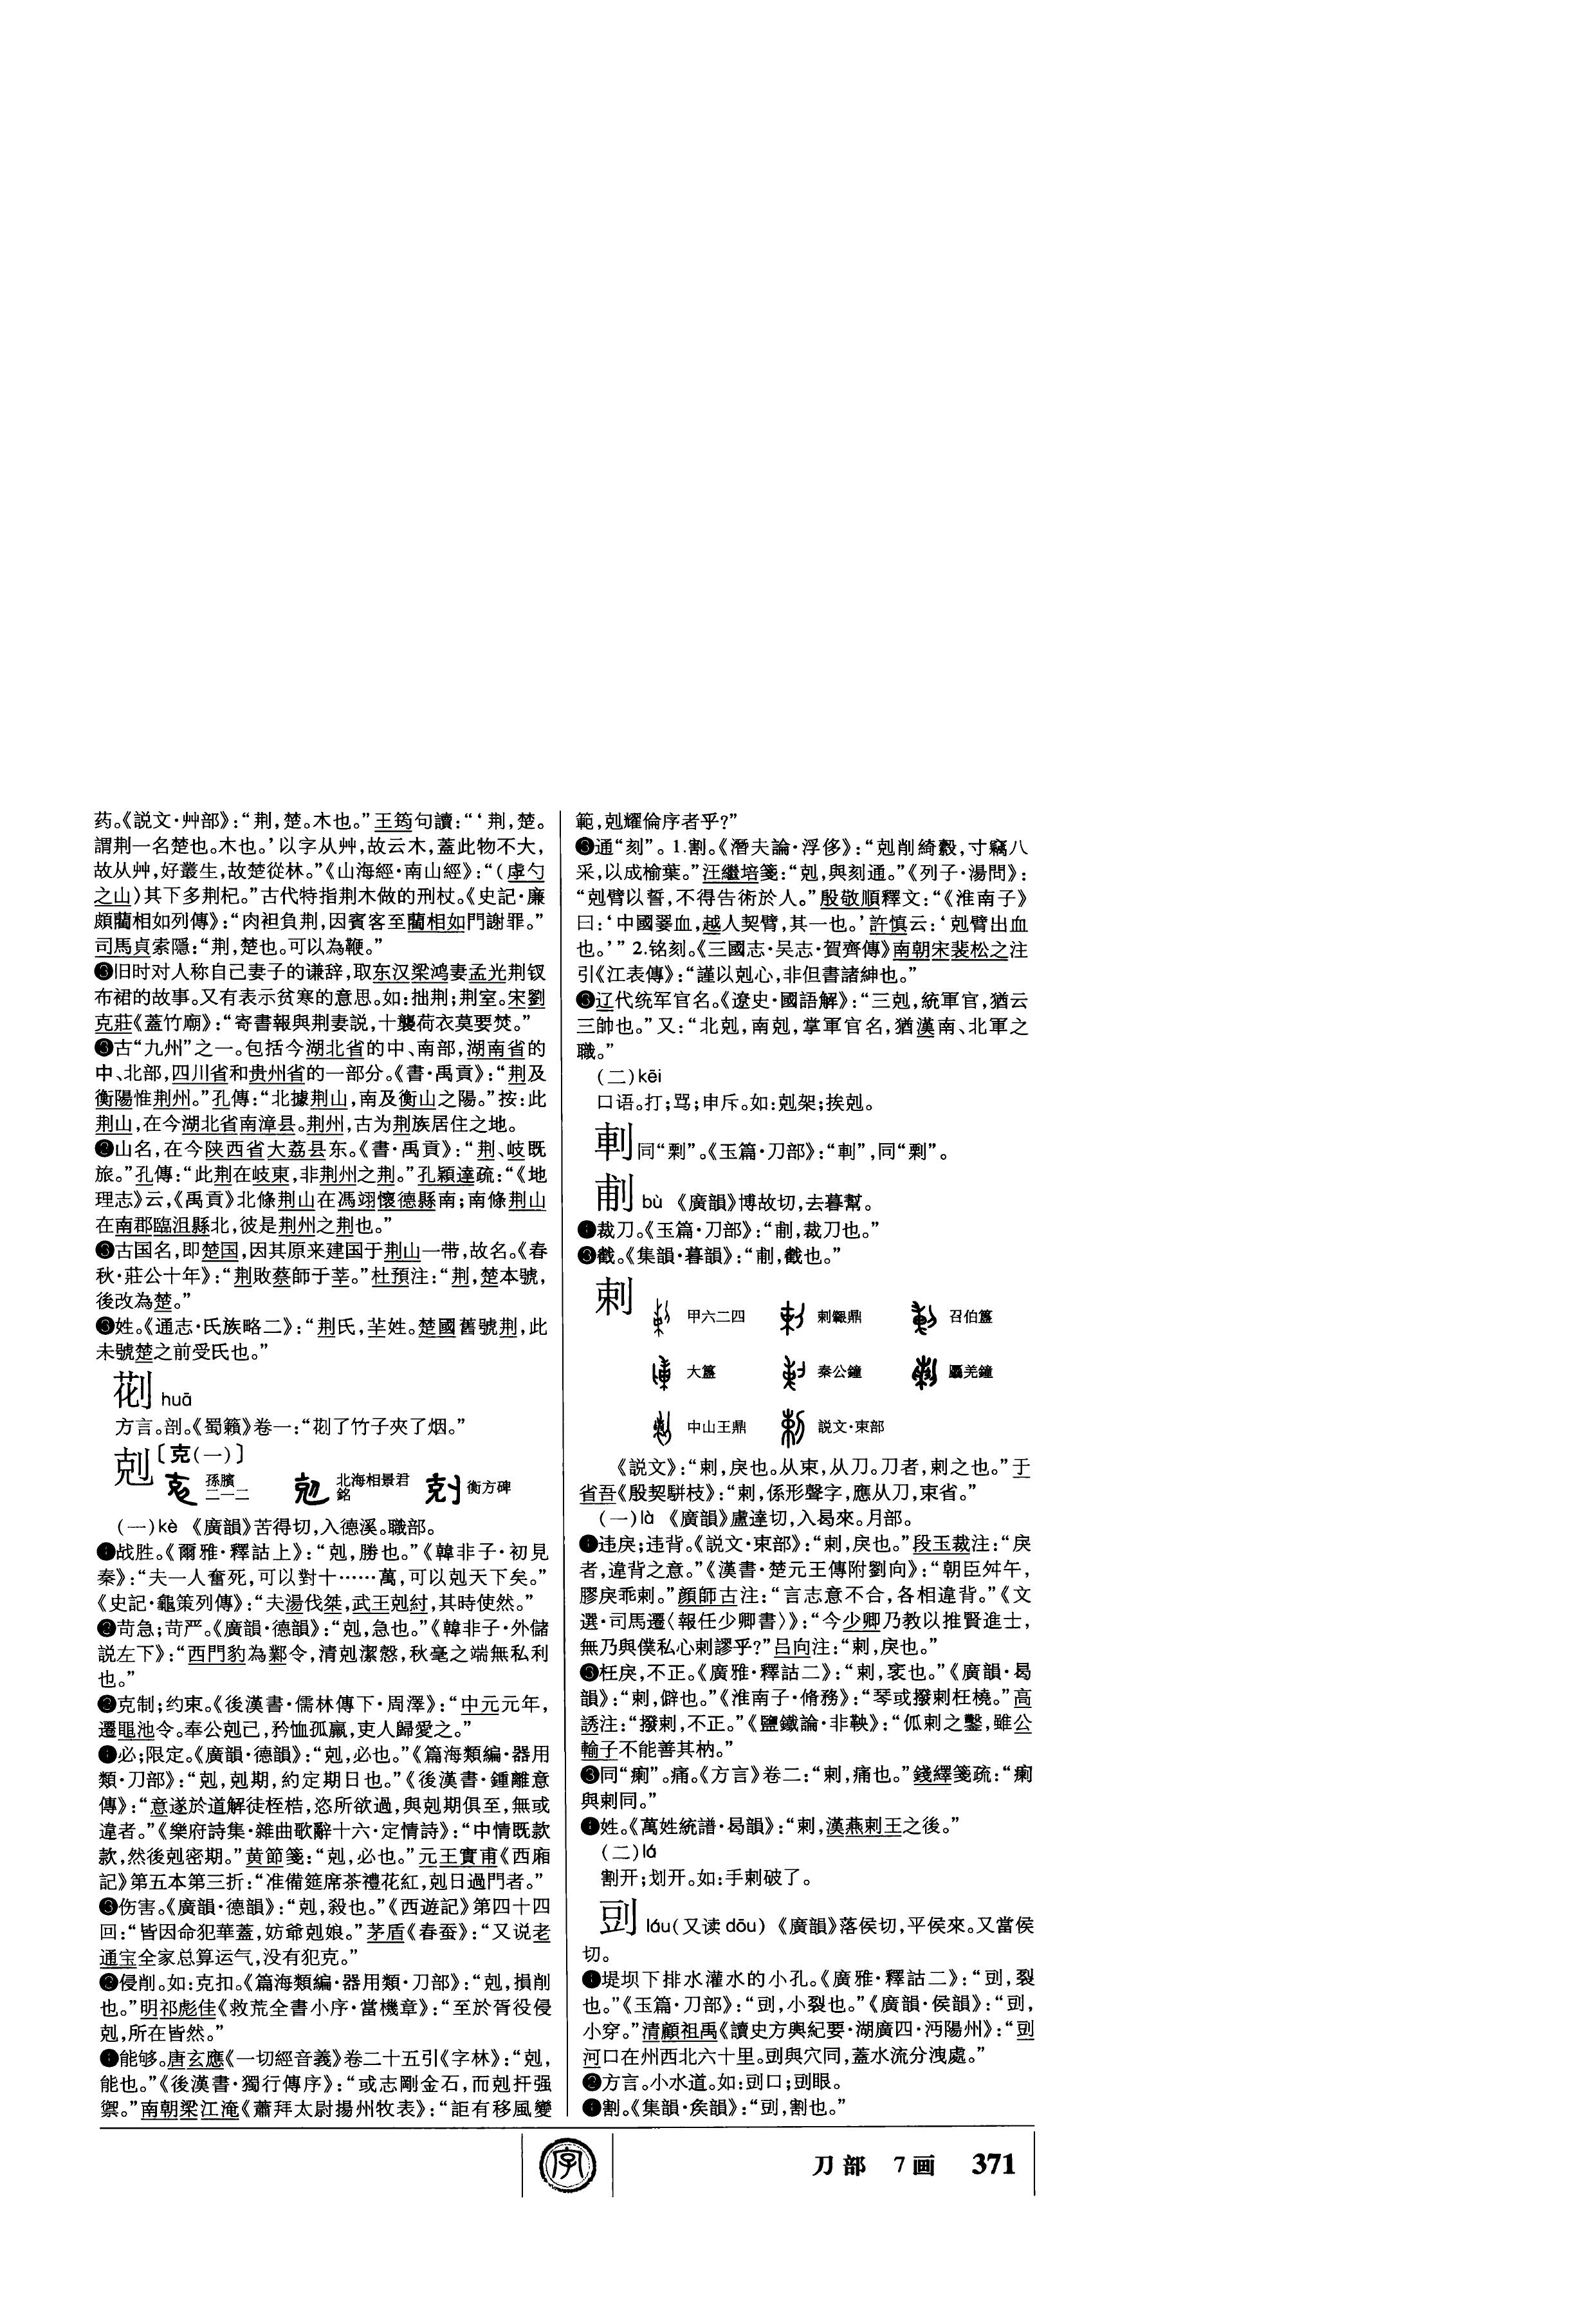 药。《説文·艸部》：“荆，楚。木也。”王筠句讀：“‘荆，楚。
謂荆一名楚也。木也。’以字从艸，故云木，蓋此物不大，
故从艸，好叢生，故楚從林。”《山海經·南山經》：“（虖勺
之山）其下多荆杞。”古代特指荆木做的刑杖。《史記·廉
頗藺相如列傳》：“肉袒負荆，因賓客至藺相如門謝罪。”
司馬貞索隱：“荆，楚也。可以為鞭。”
❸旧时对人称自己妻子的谦辞，取东汉梁鸿妻孟光荆钗
布裙的故事。又有表示贫寒的意思。如：拙荆；荆室。宋劉
克莊《蓋竹廟》：“寄書報與荆妻説，十襲荷衣莫要焚。”
❸古“九州”之一。包括今湖北省的中、南部，湖南省的
中、北部，四川省和贵州省的一部分。《書·禹貢》：“荆及
衡陽惟荆州。”孔傳：“北據荆山，南及衡山之陽。”按：此
荆山，在今湖北省南漳县。荆州，古为荆族居住之地。
❷山名，在今陕西省大荔县东。《書·禹貢》：“荆、岐既
旅。”孔傳：“此荆在岐東，非荆州之荆。”孔穎達疏：“《地
理志》云，《禹貢》北條荆山在馮翊懷德縣南；南條荆山
在南郡臨沮縣北，彼是荆州之荆也。”
❸古国名，即楚国，因其原来建国于荆山一带，故名。《春
秋·莊公十年》：“荆敗蔡師于莘。”杜預注：“荆，楚本號，
後改為楚。”
❸姓。《通志·氏族略二》：“荆氏，芈姓。楚國舊號荆，此
未號楚之前受氏也。”
㓰 huā
方言。剖。《蜀籟》卷一：“㓰了竹子夾了烟。”
剋〔克（一）〕
孫臏二一二 北海相景君銘 衡方碑
（一）kè 《廣韻》苦得切，入德溪。職部。
❶战胜。《爾雅·釋詁上》：“剋，勝也。”《韓非子·初見
秦》：“夫一人奮死，可以對十……萬，可以剋天下矣。”
《史記·龜策列傳》：“夫湯伐桀，武王剋紂，其時使然。”
❷苛急；苛严。《廣韻·德韻》：“剋，急也。”《韓非子·外儲
説左下》：“西門豹為鄴令，清剋潔慤，秋毫之端無私利
也。”
❷克制；约束。《後漢書·儒林傳下·周澤》：“中元元年，
遷黽池令。奉公剋己，矜恤孤羸，吏人歸愛之。”
❶必；限定。《廣韻·德韻》：“剋，必也。”《篇海類編·器用
類·刀部》：“剋，剋期，約定期日也。”《後漢書·鍾離意
傳》：“意遂於道解徒桎梏，恣所欲過，與剋期俱至，無或
違者。”《樂府詩集·雜曲歌辭十六·定情詩》：“中情既款
款，然後剋密期。”黄節箋：“剋，必也。”元王實甫《西廂
記》第五本第三折：“准備筵席茶禮花紅，剋日過門者。”
❸伤害。《廣韻·德韻》：“剋，殺也。”《西遊記》第四十四
回：“皆因命犯華蓋，妨爺剋娘。”茅盾《春蚕》：“又说老
通宝全家总算运气，没有犯克。”
❷侵削。如：克扣。《篇海類編·器用類·刀部》：“剋，損削
也。”明祁彪佳《救荒全書小序·當機章》：“至於胥役侵
剋，所在皆然。”
❶能够。唐玄應《一切經音義》卷二十五引《字林》：“剋，
能也。”《後漢書·獨行傳序》：“或志剛金石，而剋扞强
禦。”南朝梁江淹《蕭拜太尉揚州牧表》：“詎有移風變
範，剋耀倫序者乎？”
❸通“刻”。1.割。《潛夫論·浮侈》：“剋削綺縠，寸竊八
采，以成榆葉。”汪繼培箋：“剋，與刻通。”《列子·湯問》：
“剋臂以誓，不得告術於人。”殷敬順釋文：“《淮南子》
曰：‘中國歃血，越人契臂，其一也。’許慎云：‘剋臂出血
也。’”2.铭刻。《三國志·吴志·賀齊傳》南朝宋裴松之注
引《江表傳》：“謹以剋心，非但書諸紳也。”
❸辽代统军官名。《遼史·國語解》：“三剋，統軍官，猶云
三帥也。”又：“北剋，南剋，掌軍官名，猶漢南、北軍之
職。”
（二）kēi
口语。打；骂；申斥。如：剋架；挨剋。
𠜋 同“剽”。《玉篇·刀部》：“𠜋”，同“剽”。
㓡 bù 《廣韻》博故切，去暮幫。
❶裁刀。《玉篇·刀部》：“㓡，裁刀也。”
❸截。《集韻·暮韻》：“㓡，截也。”
剌
甲六二四 剌䵼鼎 召伯簋
大簋 秦公鐘 驫羌鐘
中山王鼎 説文·束部
《説文》：“剌，戾也。从束，从刀。刀者，剌之也。”于
省吾《殷契駢枝》：“剌，係形聲字，應从刀，束省。”
（一）là 《廣韻》盧達切，入曷來。月部。
❶违戾；违背。《説文·束部》：“剌，戾也。”段玉裁注：“戾
者，違背之意。”《漢書·楚元王傳附劉向》：“朝臣舛午，
膠戾乖剌。”顔師古注：“言志意不合，各相違背。”《文
選·司馬遷〈報任少卿書〉》：“今少卿乃教以推賢進士，
無乃與僕私心剌謬乎？”吕向注：“剌，戾也。”
❸枉戾，不正。《廣雅·釋詁二》：“剌，衺也。”《廣韻·曷
韻》：“剌，僻也。”《淮南子·脩務》：“琴或撥剌枉橈。”高
誘注：“撥剌，不正。”《鹽鐵論·非鞅》：“㧓剌之鑿，雖公
輸子不能善其枘。”
❸同“瘌”。痛。《方言》卷二：“剌，痛也。”錢繹箋疏：“瘌
與剌同。”
❶姓。《萬姓統譜·曷韻》：“剌，漢燕剌王之後。”
（二）lá
割开；划开。如：手剌破了。
剅 lóu（又读 dōu）《廣韻》落侯切，平侯來。又當侯
切。
❶堤坝下排水灌水的小孔。《廣雅·釋詁二》：“剅，裂
也。”《玉篇·刀部》：“剅，小裂也。”《廣韻·侯韻》：“剅，
小穿。”清顧祖禹《讀史方輿紀要·湖廣四·沔陽州》：“剅
河口在州西北六十里。剅與穴同，蓋水流分洩處。”
❷方言。小水道。如：剅口；剅眼。
❶割。《集韻·矦韻》：“剅，割也。”
字
刀部 7画 371